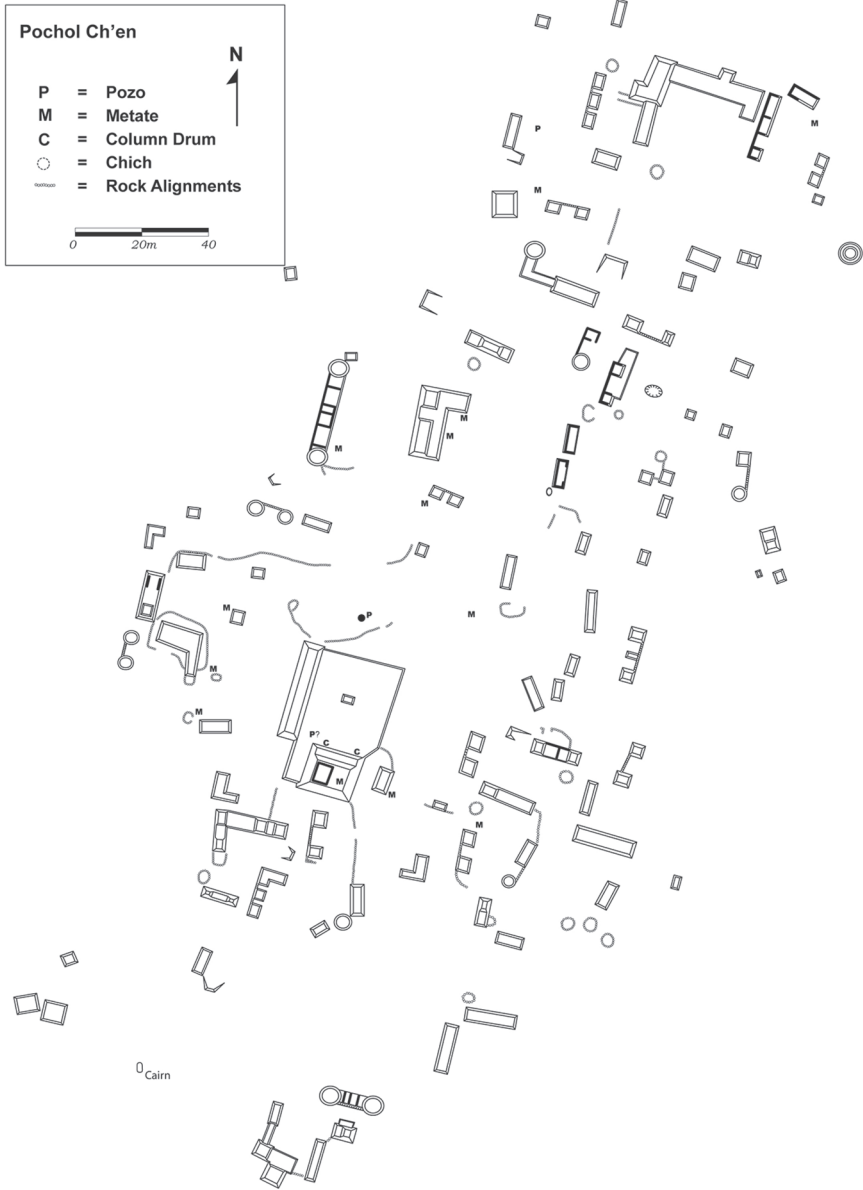 Pochol Ch'en
N
P = Pozo
M = Metate
C = Column Drum
= Chich
= Rock Alignments
0 20m 40
M
P
M
M
M
M
M
P
M
M
M
M
P?
C
C
M
M
M
Cairn